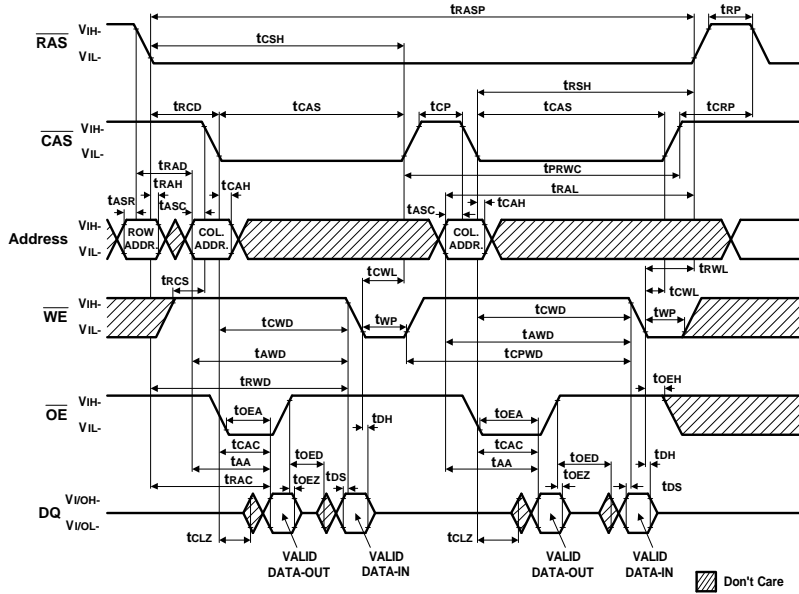 tRASP
tRP
VIH-
RAS
VIL-
tCSH
tRSH
tRCD
tCAS
tCP
tCAS
tCRP
VIH-
CAS
VIL-
tRAD
tPRWC
tRAH
tRAL
tASR
tASC
tCAH
tASC
tCAH
VIH-
Address
VIL-
ROW ADDR.
COL. ADDR.
COL. ADDR.
tRCS
tCWL
tRWL
tCWL
VIH-
WE
VIL-
tCWD
tWP
tCWD
tWP
tAWD
tAWD
tRWD
tCPWD
tOEH
VIH-
OE
VIL-
tOEA
tDH
tOEA
tCAC
tCAC
tAA
tOED
tAA
tOED
tDH
tRAC
tOEZ
tDS
tOEZ
tDS
VI/OH-
DQ
VI/OL-
tCLZ
tCLZ
VALID DATA-OUT
VALID DATA-IN
VALID DATA-OUT
VALID DATA-IN
Don't Care